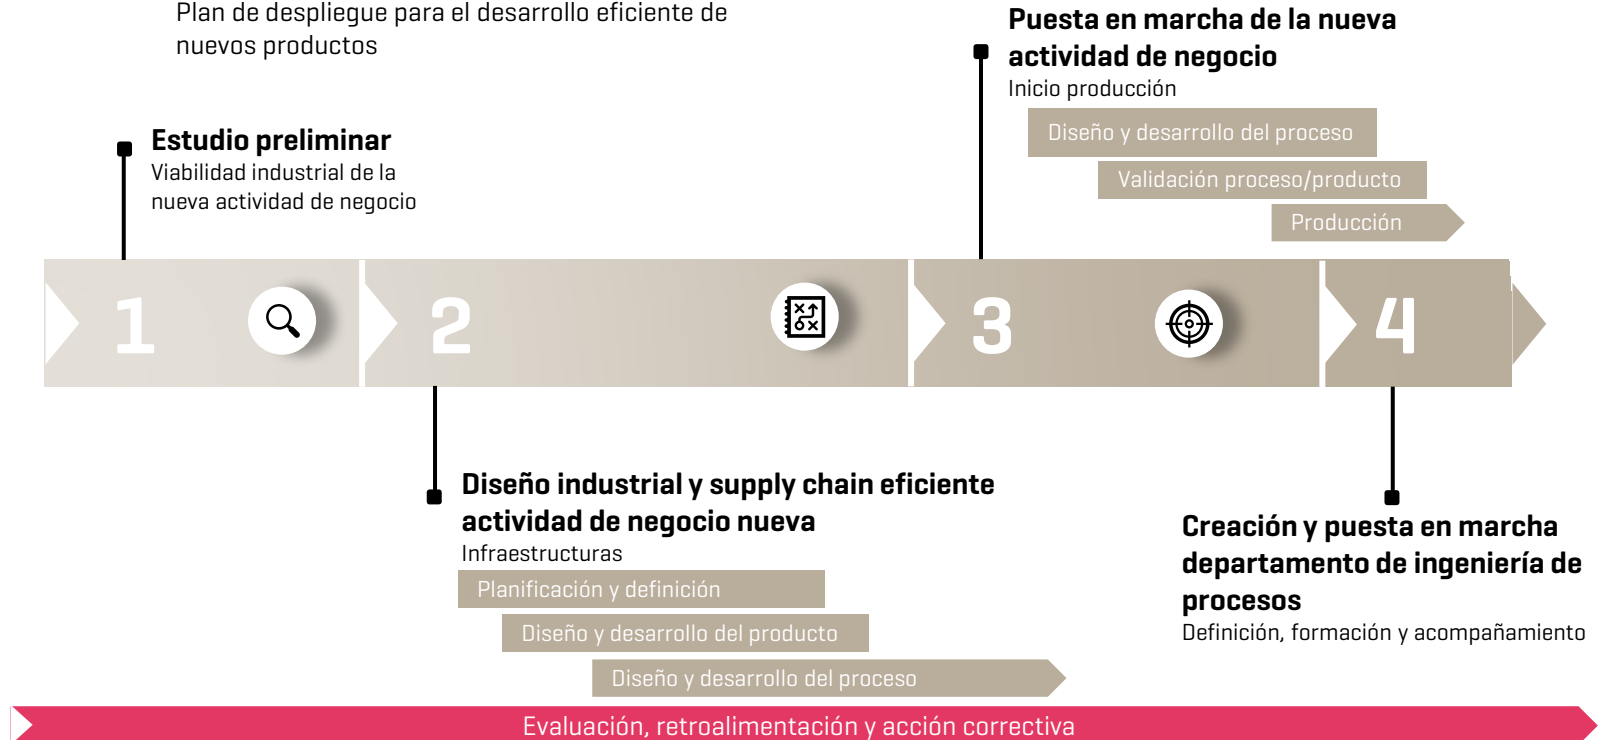 Plan de despliegue para el desarrollo eficiente de
nuevos productos
Puesta en marcha de la nueva
actividad de negocio
Inicio producción
Diseño y desarrollo del proceso
Validación proceso/producto
Producción
Estudio preliminar
Viabilidad industrial de la
nueva actividad de negocio
1
2
3
4
Diseño industrial y supply chain eficiente
actividad de negocio nueva
Infraestructuras
Planificación y definición
Diseño y desarrollo del producto
Diseño y desarrollo del proceso
Creación y puesta en marcha
departamento de ingeniería de
procesos
Definición, formación y acompañamiento
Evaluación, retroalimentación y acción correctiva